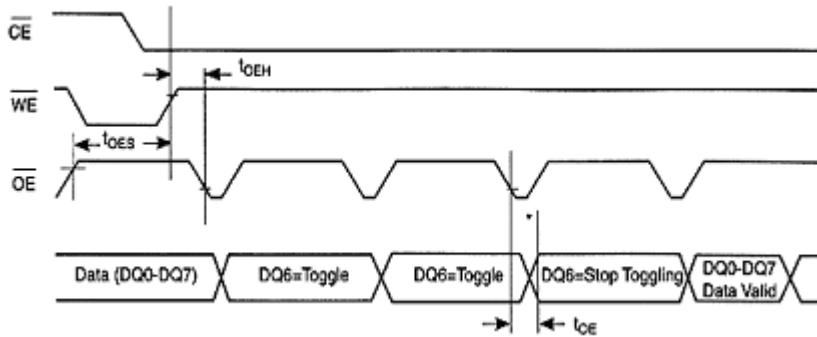 CE
tOEH
WE
tOES
OE
Data (DQ0-DQ7)
DQ6=Toggle
DQ6=Toggle
DQ6=Stop Toggling
DQ0-DQ7
Data Valid
tOE